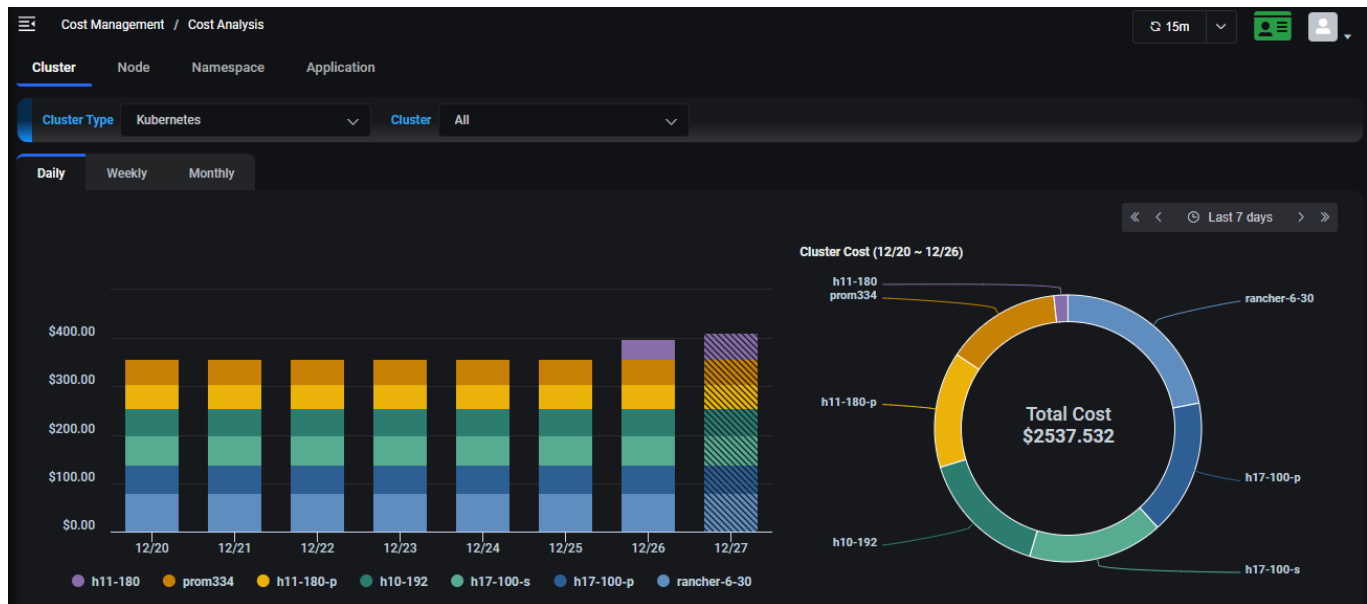 Cost Management / Cost Analysis
15m
Cluster Node Namespace Application
Cluster Type Kubernetes Cluster All
Daily Weekly Monthly
Last 7 days
$400.00
$300.00
$200.00
$100.00
$0.00
12/20 12/21 12/22 12/23 12/24 12/25 12/26 12/27
h11-180 prom334 h11-180-p h10-192 h17-100-s h17-100-p rancher-6-30
Cluster Cost (12/20 ~ 12/26)
h11-180
prom334
rancher-6-30
h11-180-p
Total Cost
$2537.532
h17-100-p
h10-192
h17-100-s